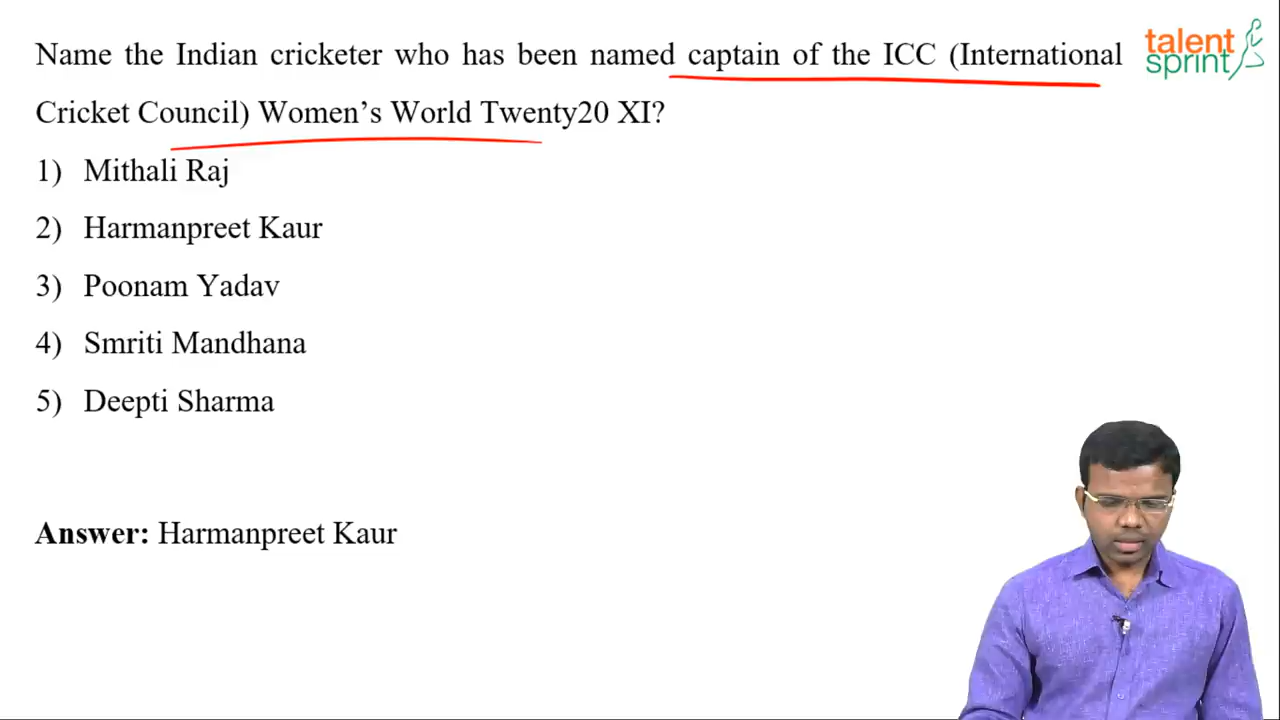 Name the Indian cricketer who has been named captain of the ICC (International
Cricket Council) Women’s World Twenty20 XI?
1) Mithali Raj
2) Harmanpreet Kaur
3) Poonam Yadav
4) Smriti Mandhana
5) Deepti Sharma
Answer: Harmanpreet Kaur
talent
sprint